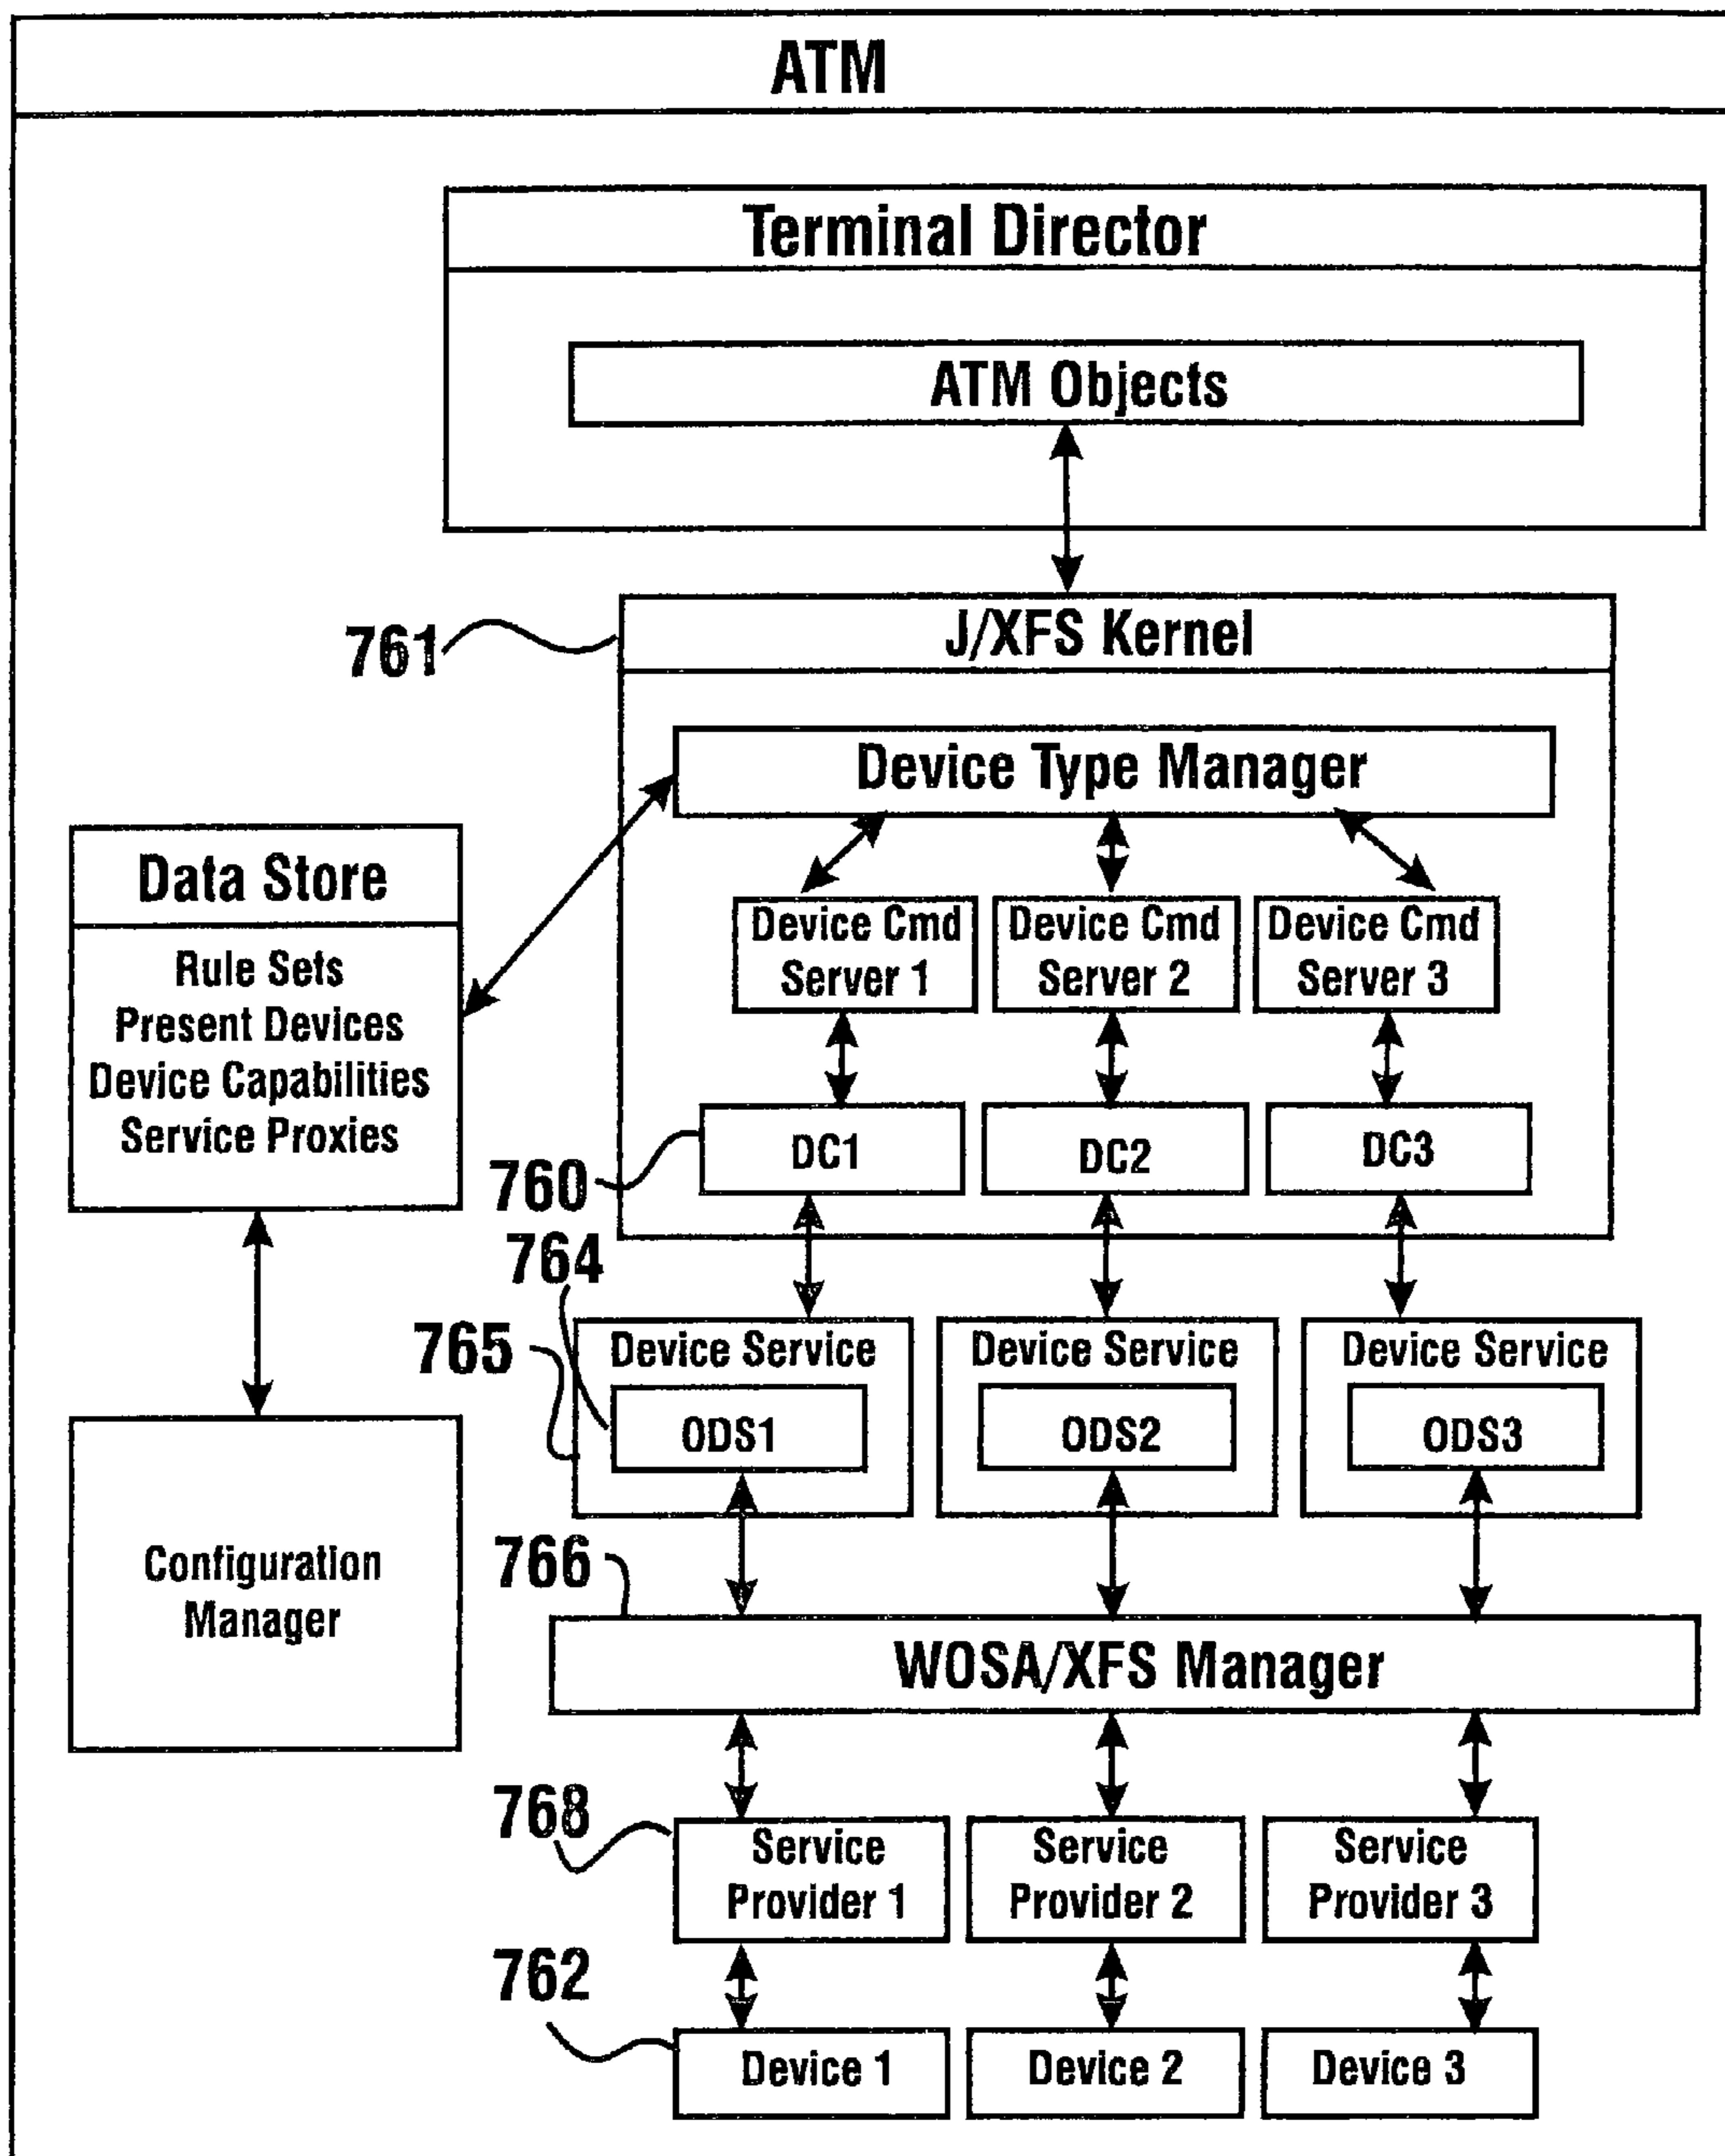 ATM
Terminal Director
ATM Objects
761
J/XFS Kernel
Device Type Manager
Data Store
Rule Sets
Present Devices
Device Capabilities
Service Proxies
Device Cmd
Server 1
Device Cmd
Server 2
Device Cmd
Server 3
760
DC1
DC2
DC3
764
765
Device Service
ODS1
Device Service
ODS2
Device Service
ODS3
Configuration
Manager
766
WOSA/XFS Manager
768
Service
Provider 1
Service
Provider 2
Service
Provider 3
762
Device 1
Device 2
Device 3